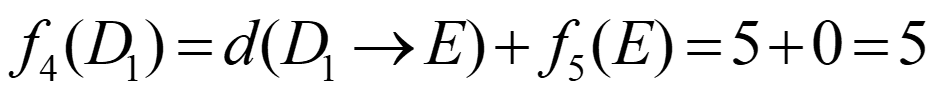 f₄(D₁) = d(D₁ → E) + f₅(E) = 5 + 0 = 5